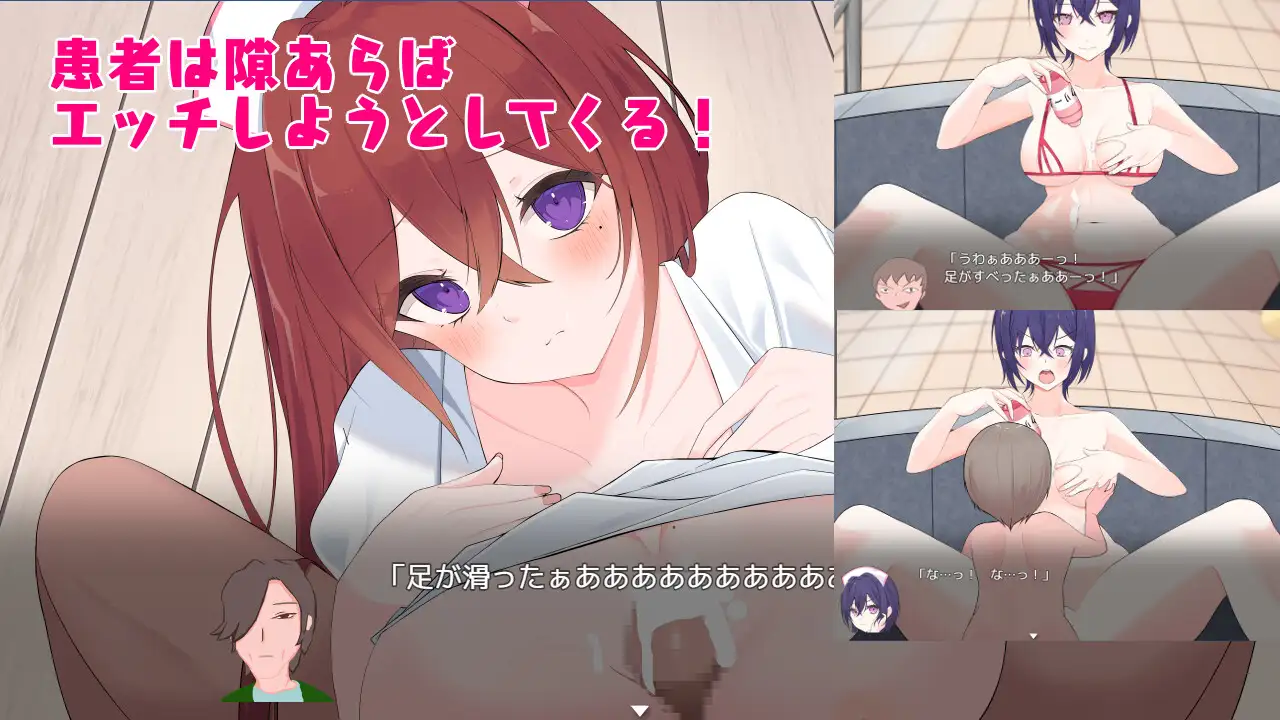 患者は隙あらば
エッチしようとしてくる！
「足が滑ったぁああああああああああ
「うわぁあああーっ！
足がすべったぁああーっ！」
「な…っ！　な…っ！」